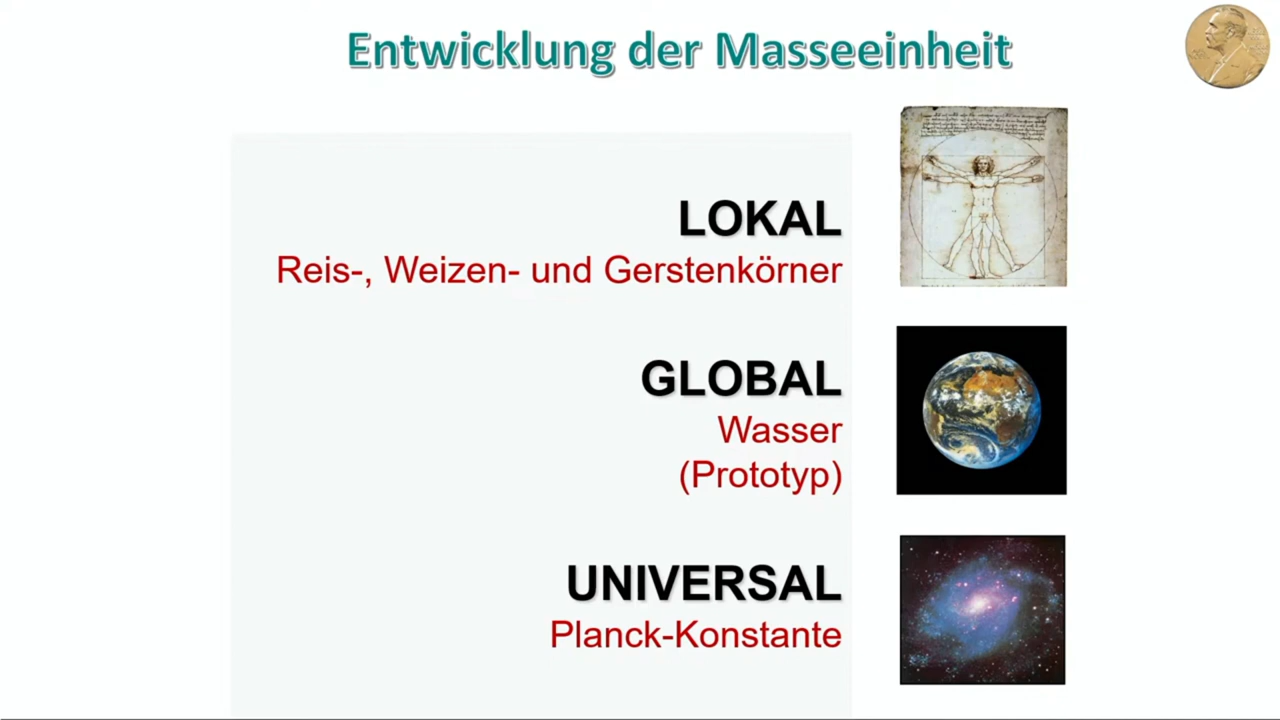 Entwicklung der Masseeinheit
LOKAL
Reis-, Weizen- und Gerstenkörner
GLOBAL
Wasser
(Prototyp)
UNIVERSAL
Planck-Konstante